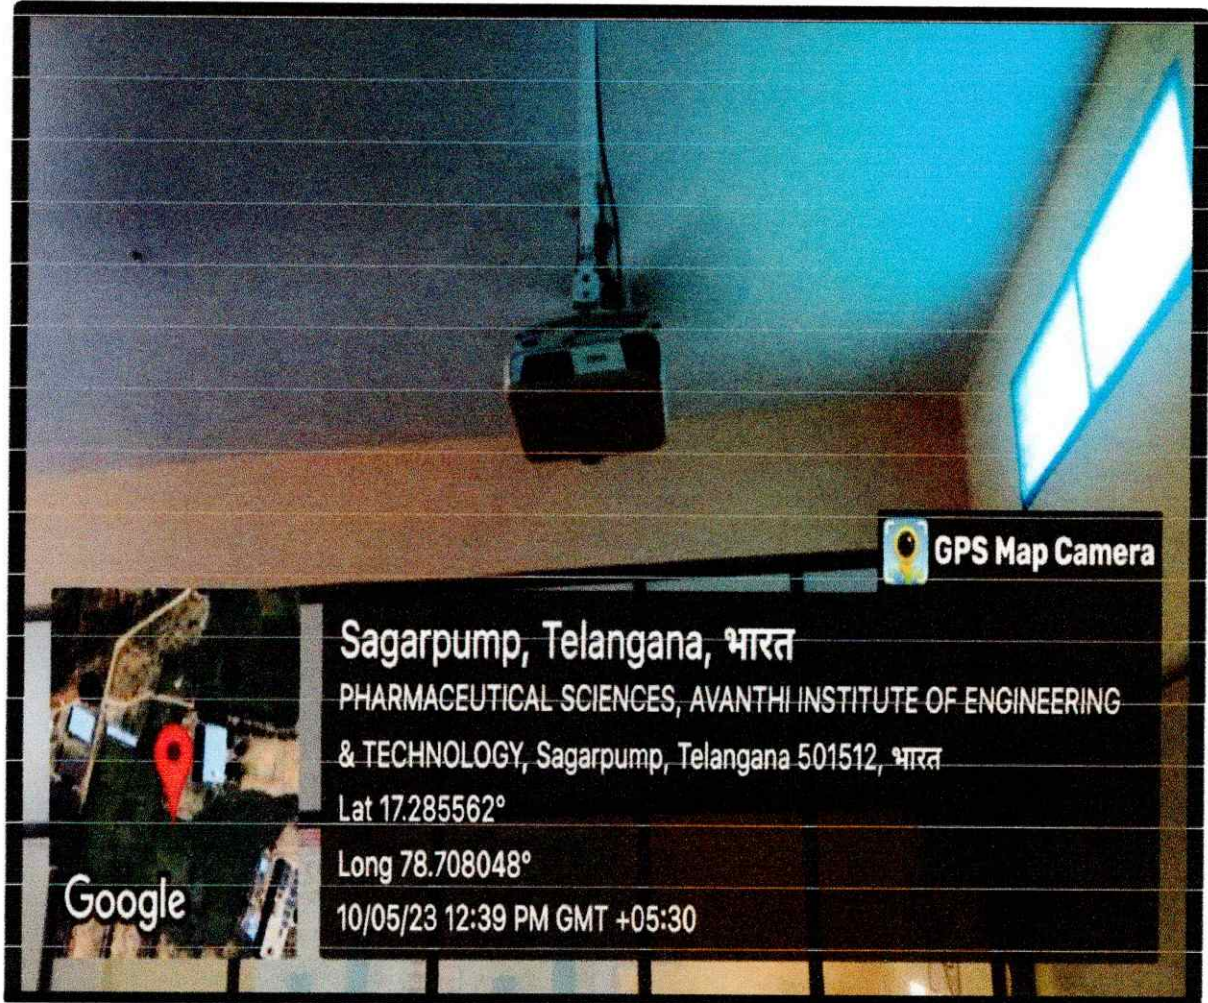 GPS Map Camera
Sagarpump, Telangana, भारत
PHARMACEUTICAL SCIENCES, AVANTHI INSTITUTE OF ENGINEERING
& TECHNOLOGY, Sagarpump, Telangana 501512, भारत
Lat 17.285562°
Long 78.708048°
10/05/23 12:39 PM GMT +05:30
Google